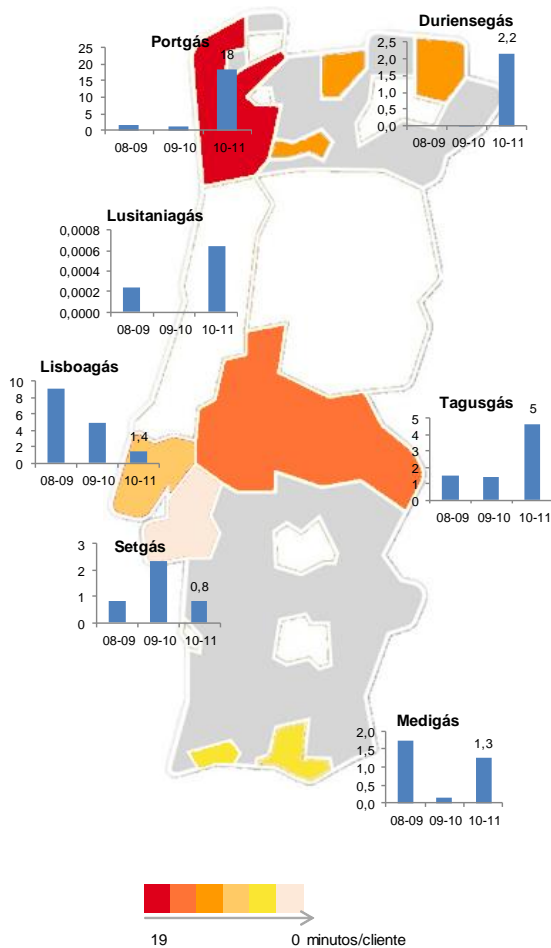 Portgás
25
20
15
10
5
0
18
08-09 09-10 10-11
Duriensegás
2,5
2,0
1,5
1,0
0,5
0,0
2,2
08-09 09-10 10-11
Lusitaniagás
0,0008
0,0006
0,0004
0,0002
0,0000
08-09 09-10 10-11
Lisboagás
10
8
6
4
2
0
1,4
08-09 09-10 10-11
Tagusgás
5
4
3
2
1
0
5
08-09 09-10 10-11
Setgás
3
2
1
0
0,8
08-09 09-10 10-11
Medigás
2,0
1,5
1,0
0,5
0,0
1,3
08-09 09-10 10-11
19 0 minutos/cliente